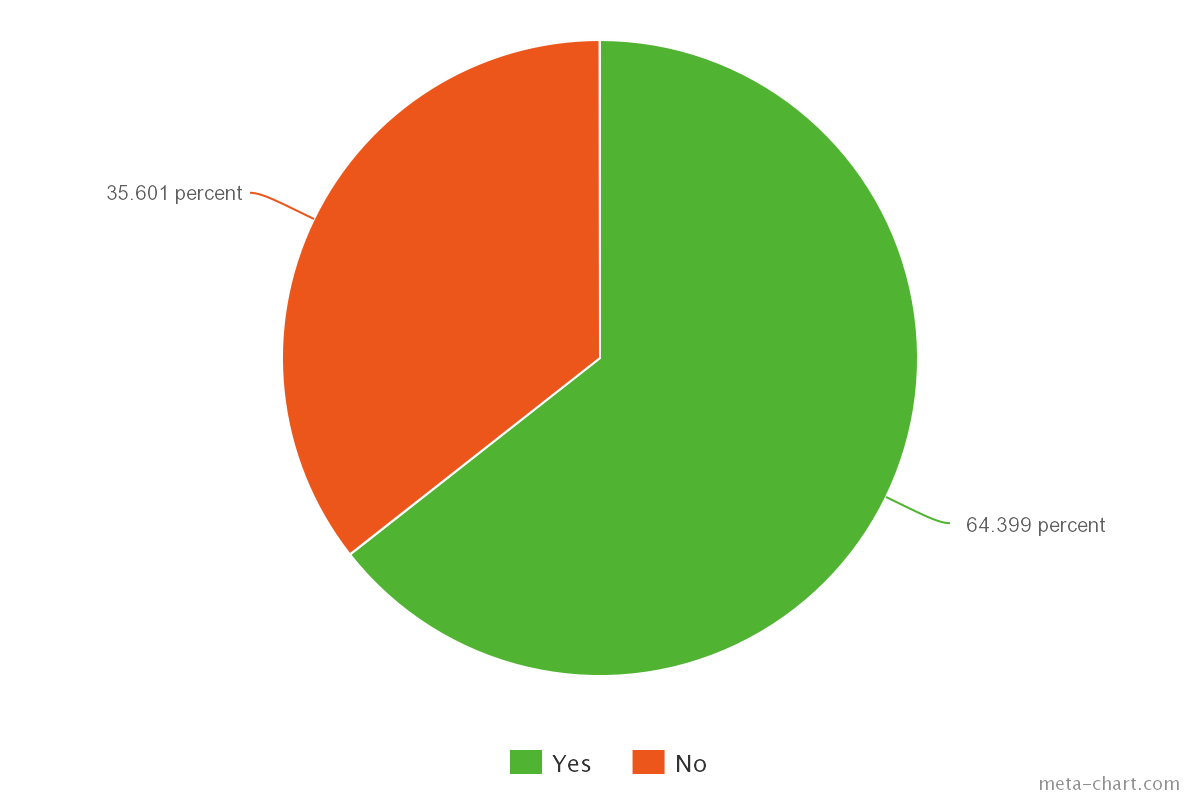 35.601 percent
64.399 percent
Yes No
meta-chart.com